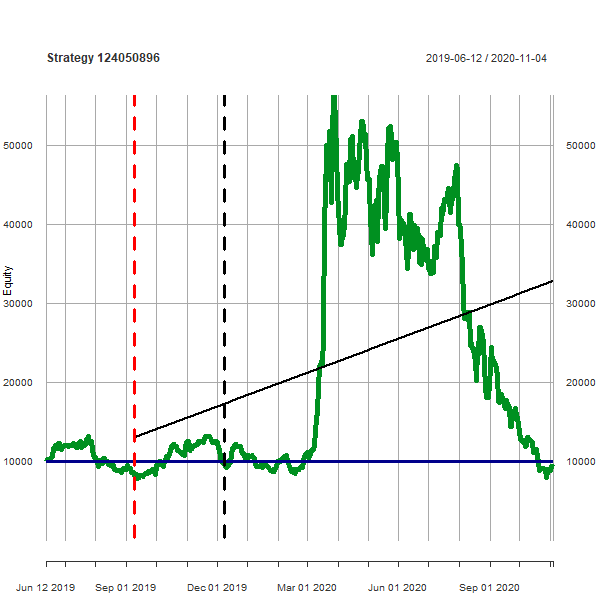 Strategy 124050896
2019-06-12 / 2020-11-04
50000
50000
40000
40000
30000
30000
20000
20000
10000
10000
Equity
Jun 12 2019
Sep 01 2019
Dec 01 2019
Mar 01 2020
Jun 01 2020
Sep 01 2020